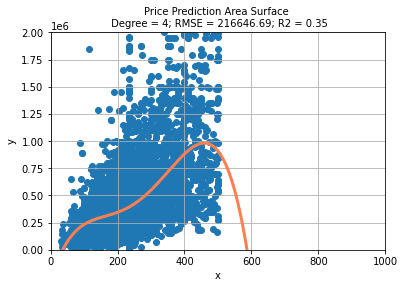 Price Prediction Area Surface
Degree = 4; RMSE = 216646.69; R2 = 0.35
1e6
2.00
1.75
1.50
1.25
1.00
0.75
0.50
0.25
0.00
y
0 200 400 600 800 1000
x